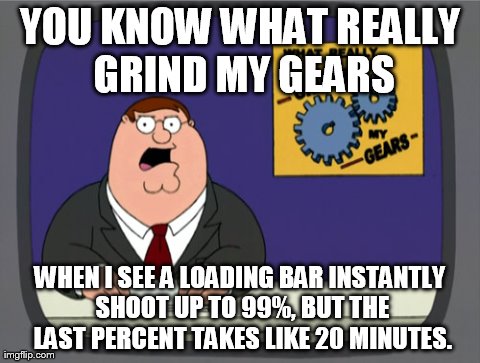 YOU KNOW WHAT REALLY
GRIND MY GEARS
WHAT REALLY
MY
GEARS
WHEN I SEE A LOADING BAR INSTANTLY
SHOOT UP TO 99%, BUT THE
LAST PERCENT TAKES LIKE 20 MINUTES.
imgflip.com